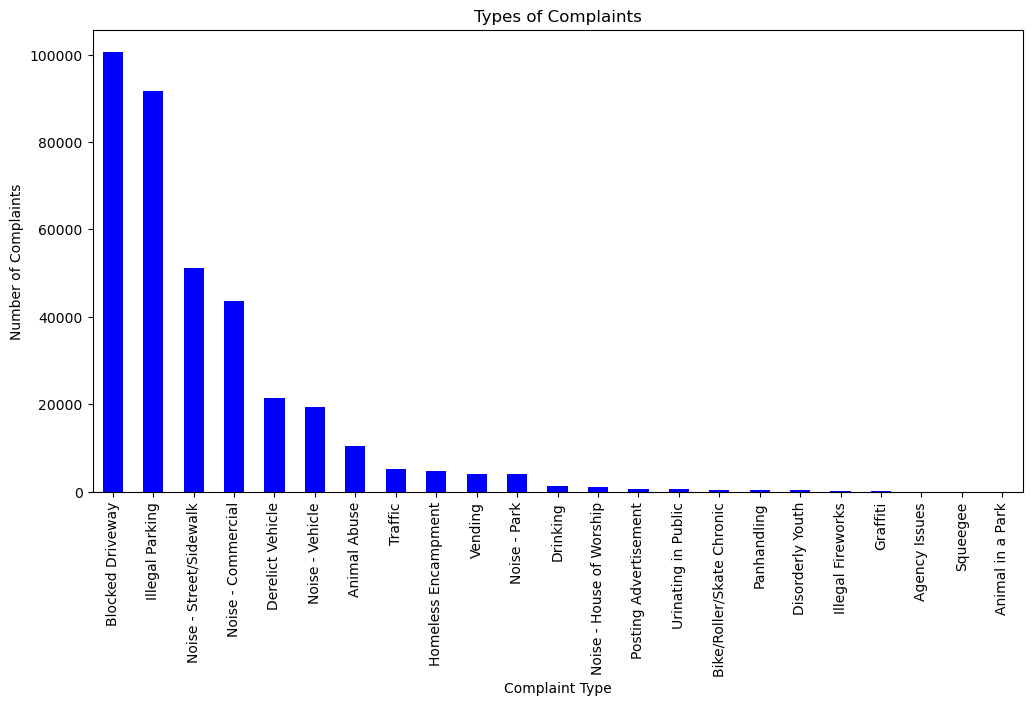 Types of Complaints
Number of Complaints
100000
80000
60000
40000
20000
0
Blocked Driveway
Illegal Parking
Noise - Street/Sidewalk
Noise - Commercial
Derelict Vehicle
Noise - Vehicle
Animal Abuse
Traffic
Homeless Encampment
Vending
Noise - Park
Drinking
Noise - House of Worship
Posting Advertisement
Urinating in Public
Bike/Roller/Skate Chronic
Panhandling
Disorderly Youth
Illegal Fireworks
Graffiti
Agency Issues
Squeegee
Animal in a Park
Complaint Type